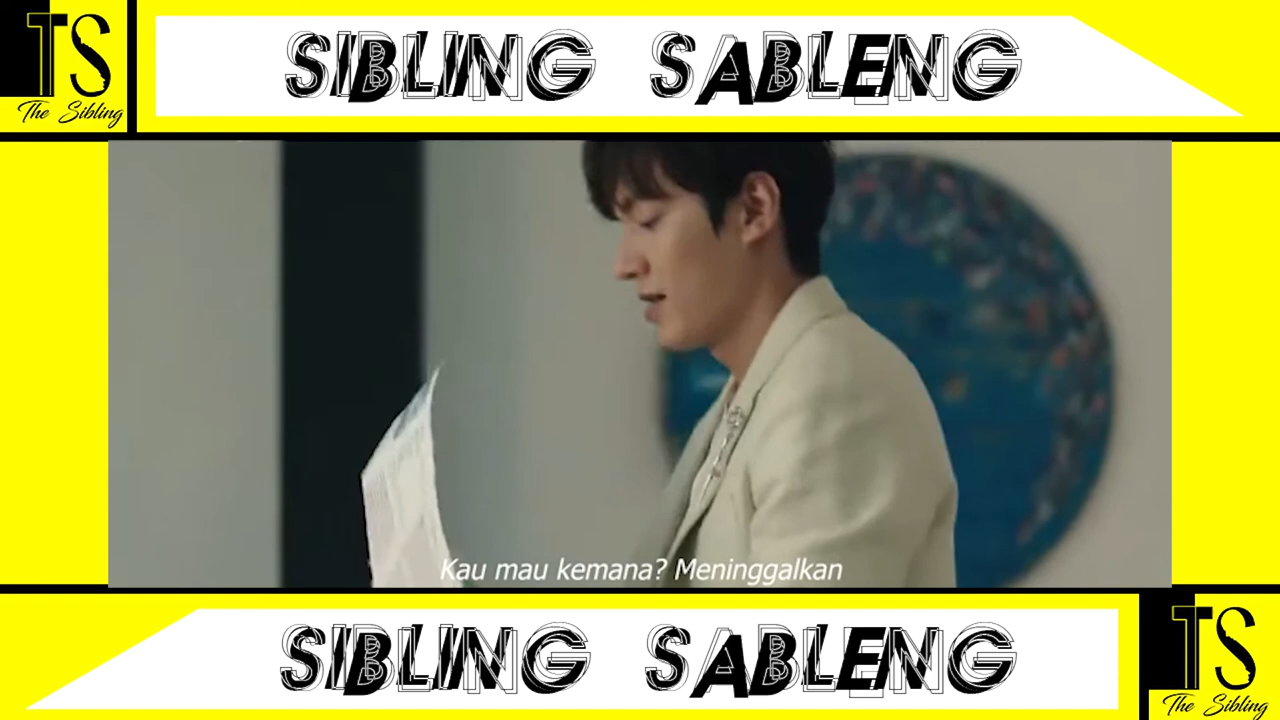 TS
The Sibling
SIBLING SABLENG
Kau mau kemana? Meninggalkan
SIBLING SABLENG
TS
The Sibling